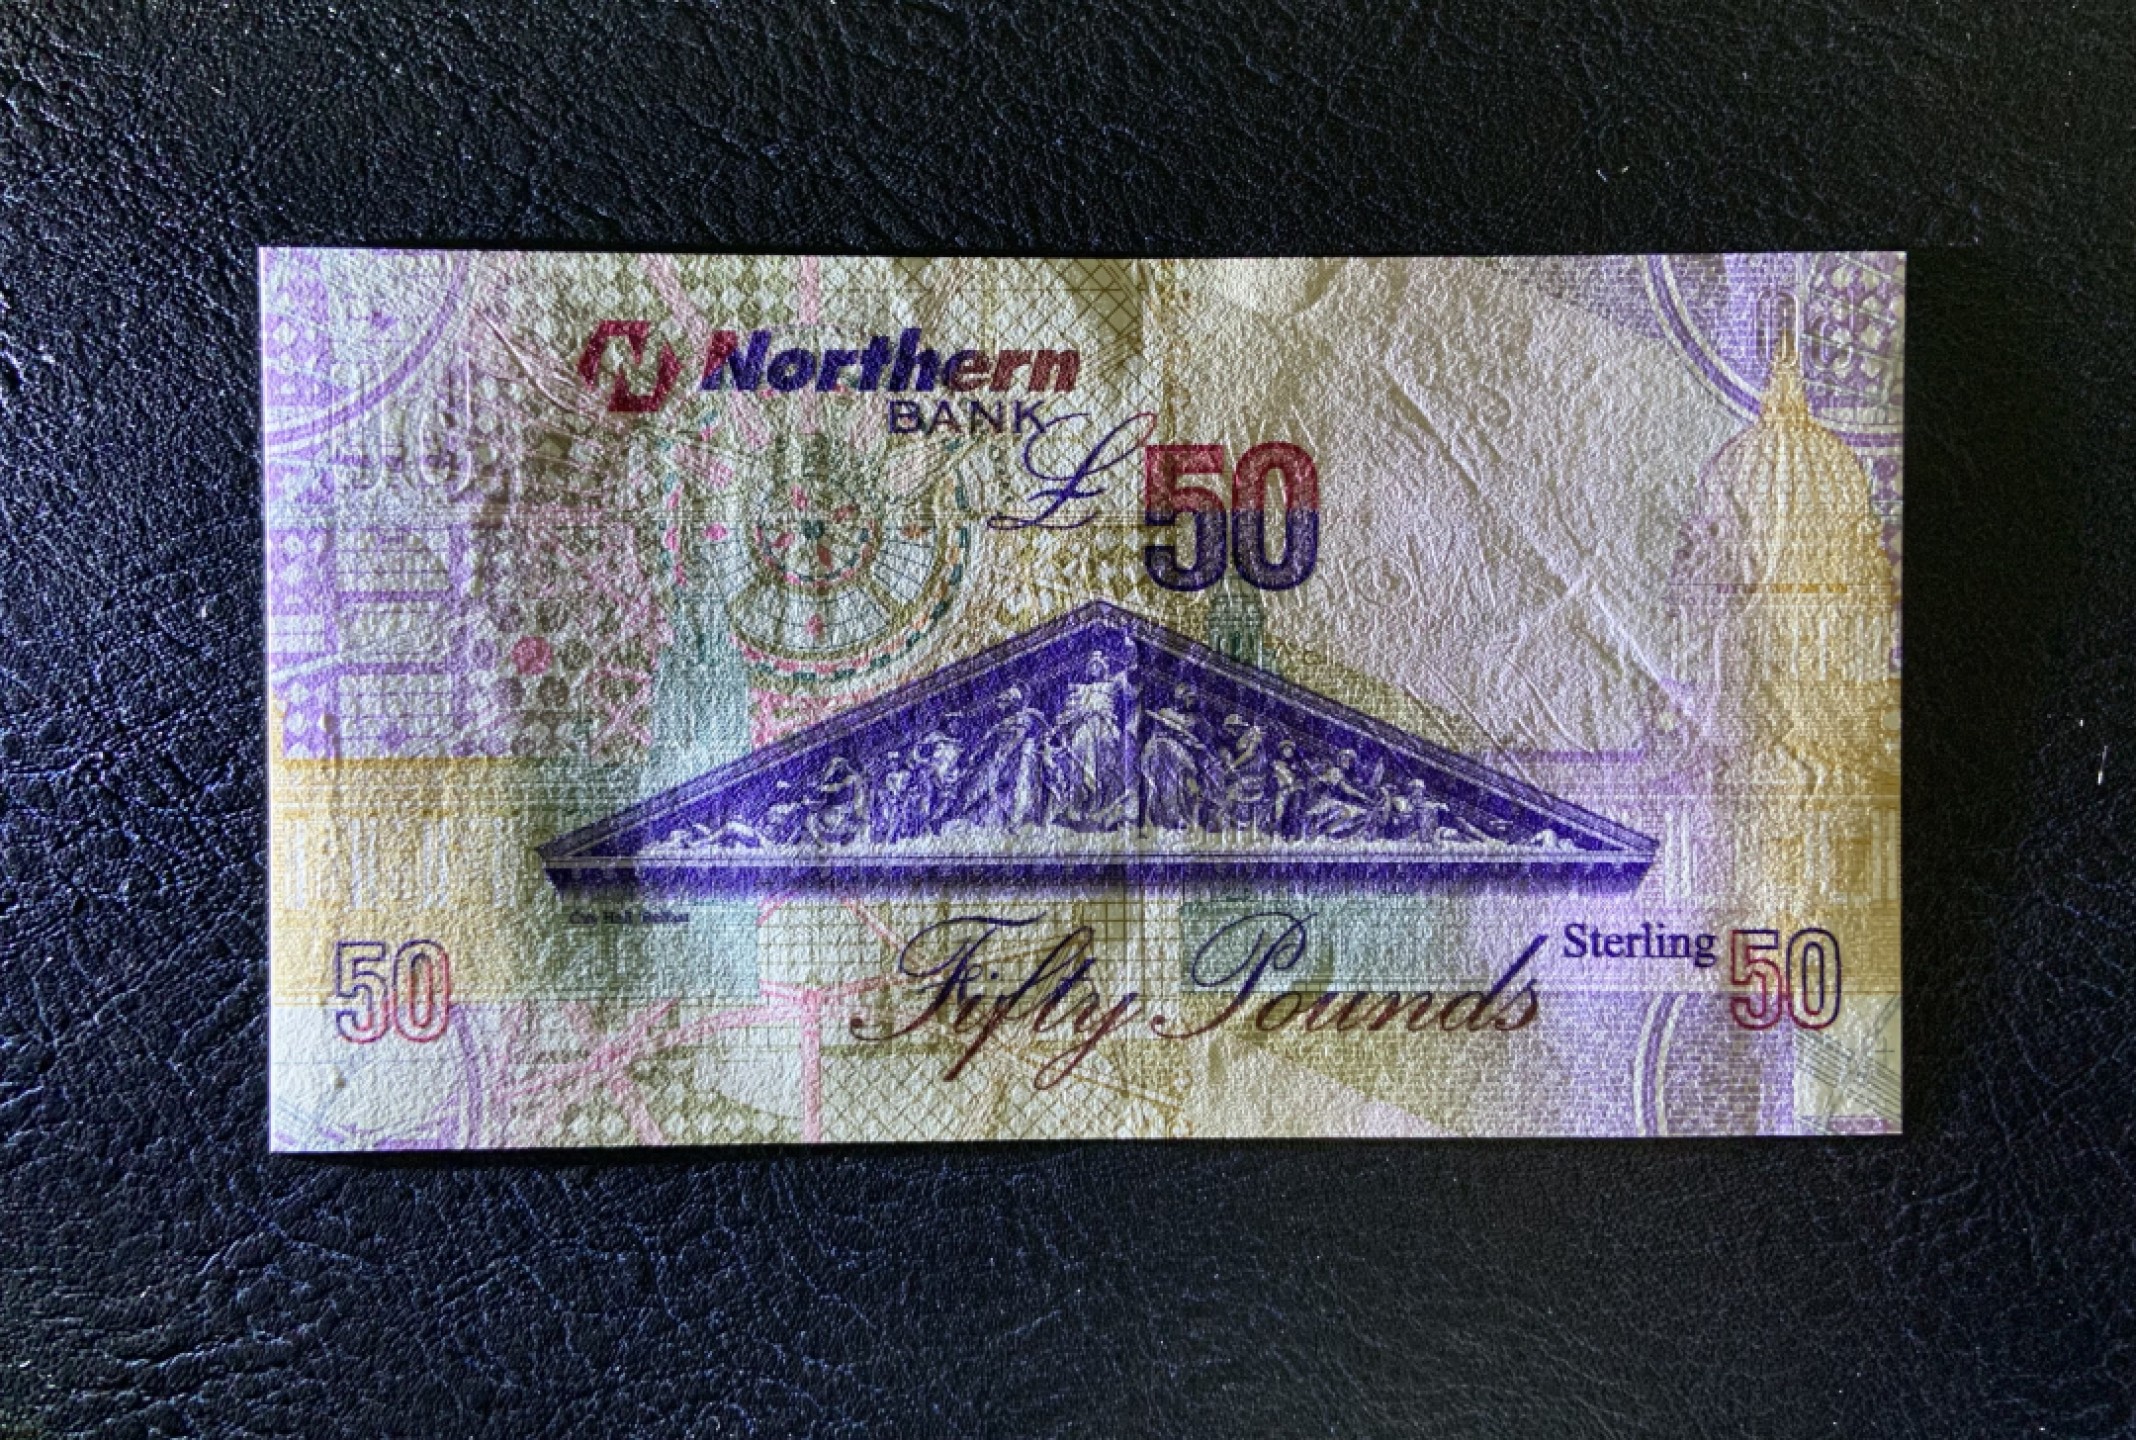 Northern
BANK
£50
City Hall, Belfast
Fifty Pounds
Sterling
50
50